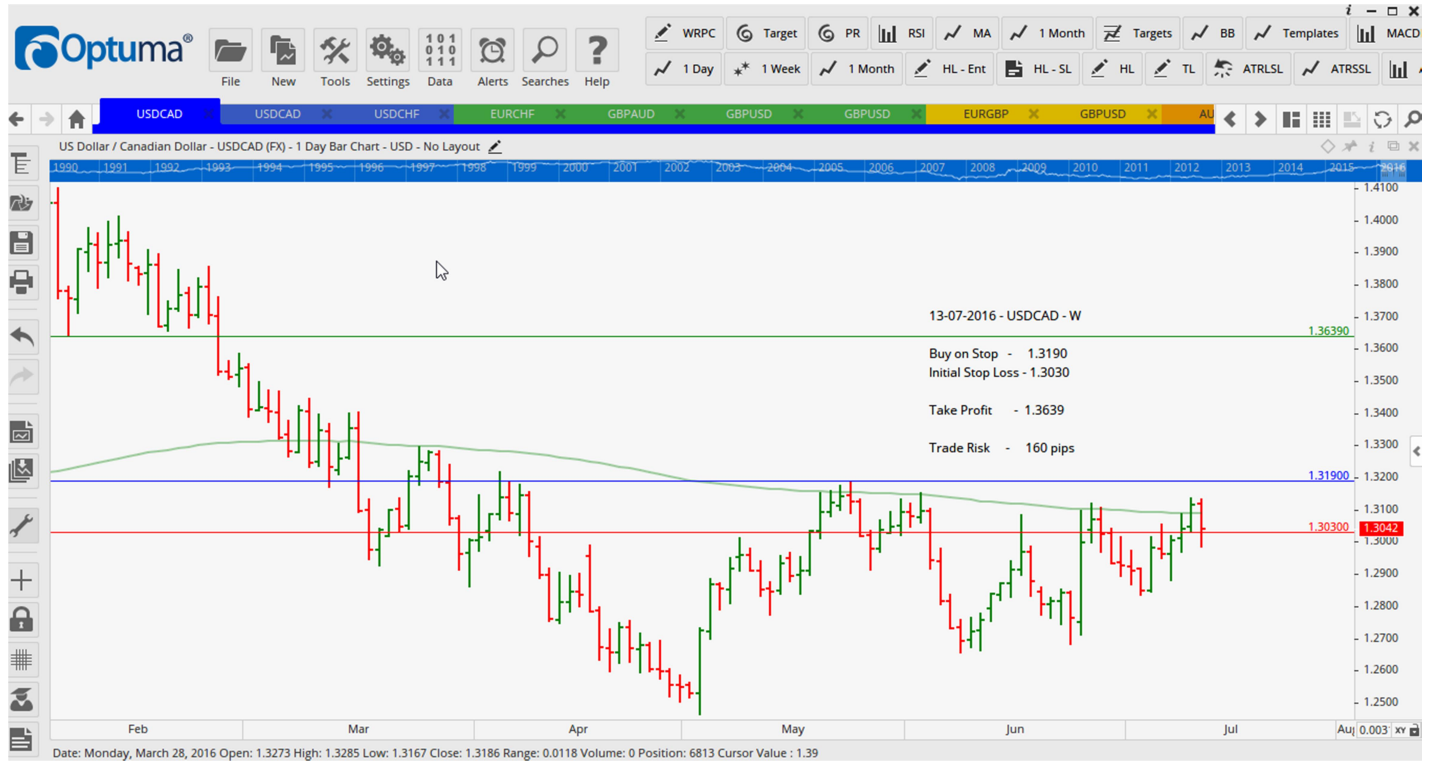 i
Optuma®
File New Tools Settings Data Alerts Searches Help
101
010
111
WRPC Target PR RSI MA 1 Month Targets BB Templates MACD
1 Day 1 Week 1 Month HL - Ent HL - SL HL TL ATRLSL ATRSSL
USDCAD USDCAD USDCHF EURCHF GBPAUD GBPUSD GBPUSD EURGBP GBPUSD AU
US Dollar / Canadian Dollar - USDCAD (FX) - 1 Day Bar Chart - USD - No Layout
1990 1991 1992 1993 1994 1995 1996 1997 1998 1999 2000 2001 2002 2003 2004 2005 2006 2007 2008 2009 2010 2011 2012 2013 2014 2015 2016
1.4100
1.4000
1.3900
1.3800
13-07-2016 - USDCAD - W
1.3700
1.36390
1.3600
Buy on Stop - 1.3190
Initial Stop Loss - 1.3030
1.3500
Take Profit - 1.3639
1.3400
Trade Risk - 160 pips
1.3300
1.31900
1.3200
1.3100
1.30300
1.3042
1.3000
1.2900
1.2800
1.2700
1.2600
1.2500
Feb Mar Apr May Jun Jul Au 0.003 XY
Date: Monday, March 28, 2016 Open: 1.3273 High: 1.3285 Low: 1.3167 Close: 1.3186 Range: 0.0118 Volume: 0 Position: 6813 Cursor Value : 1.39